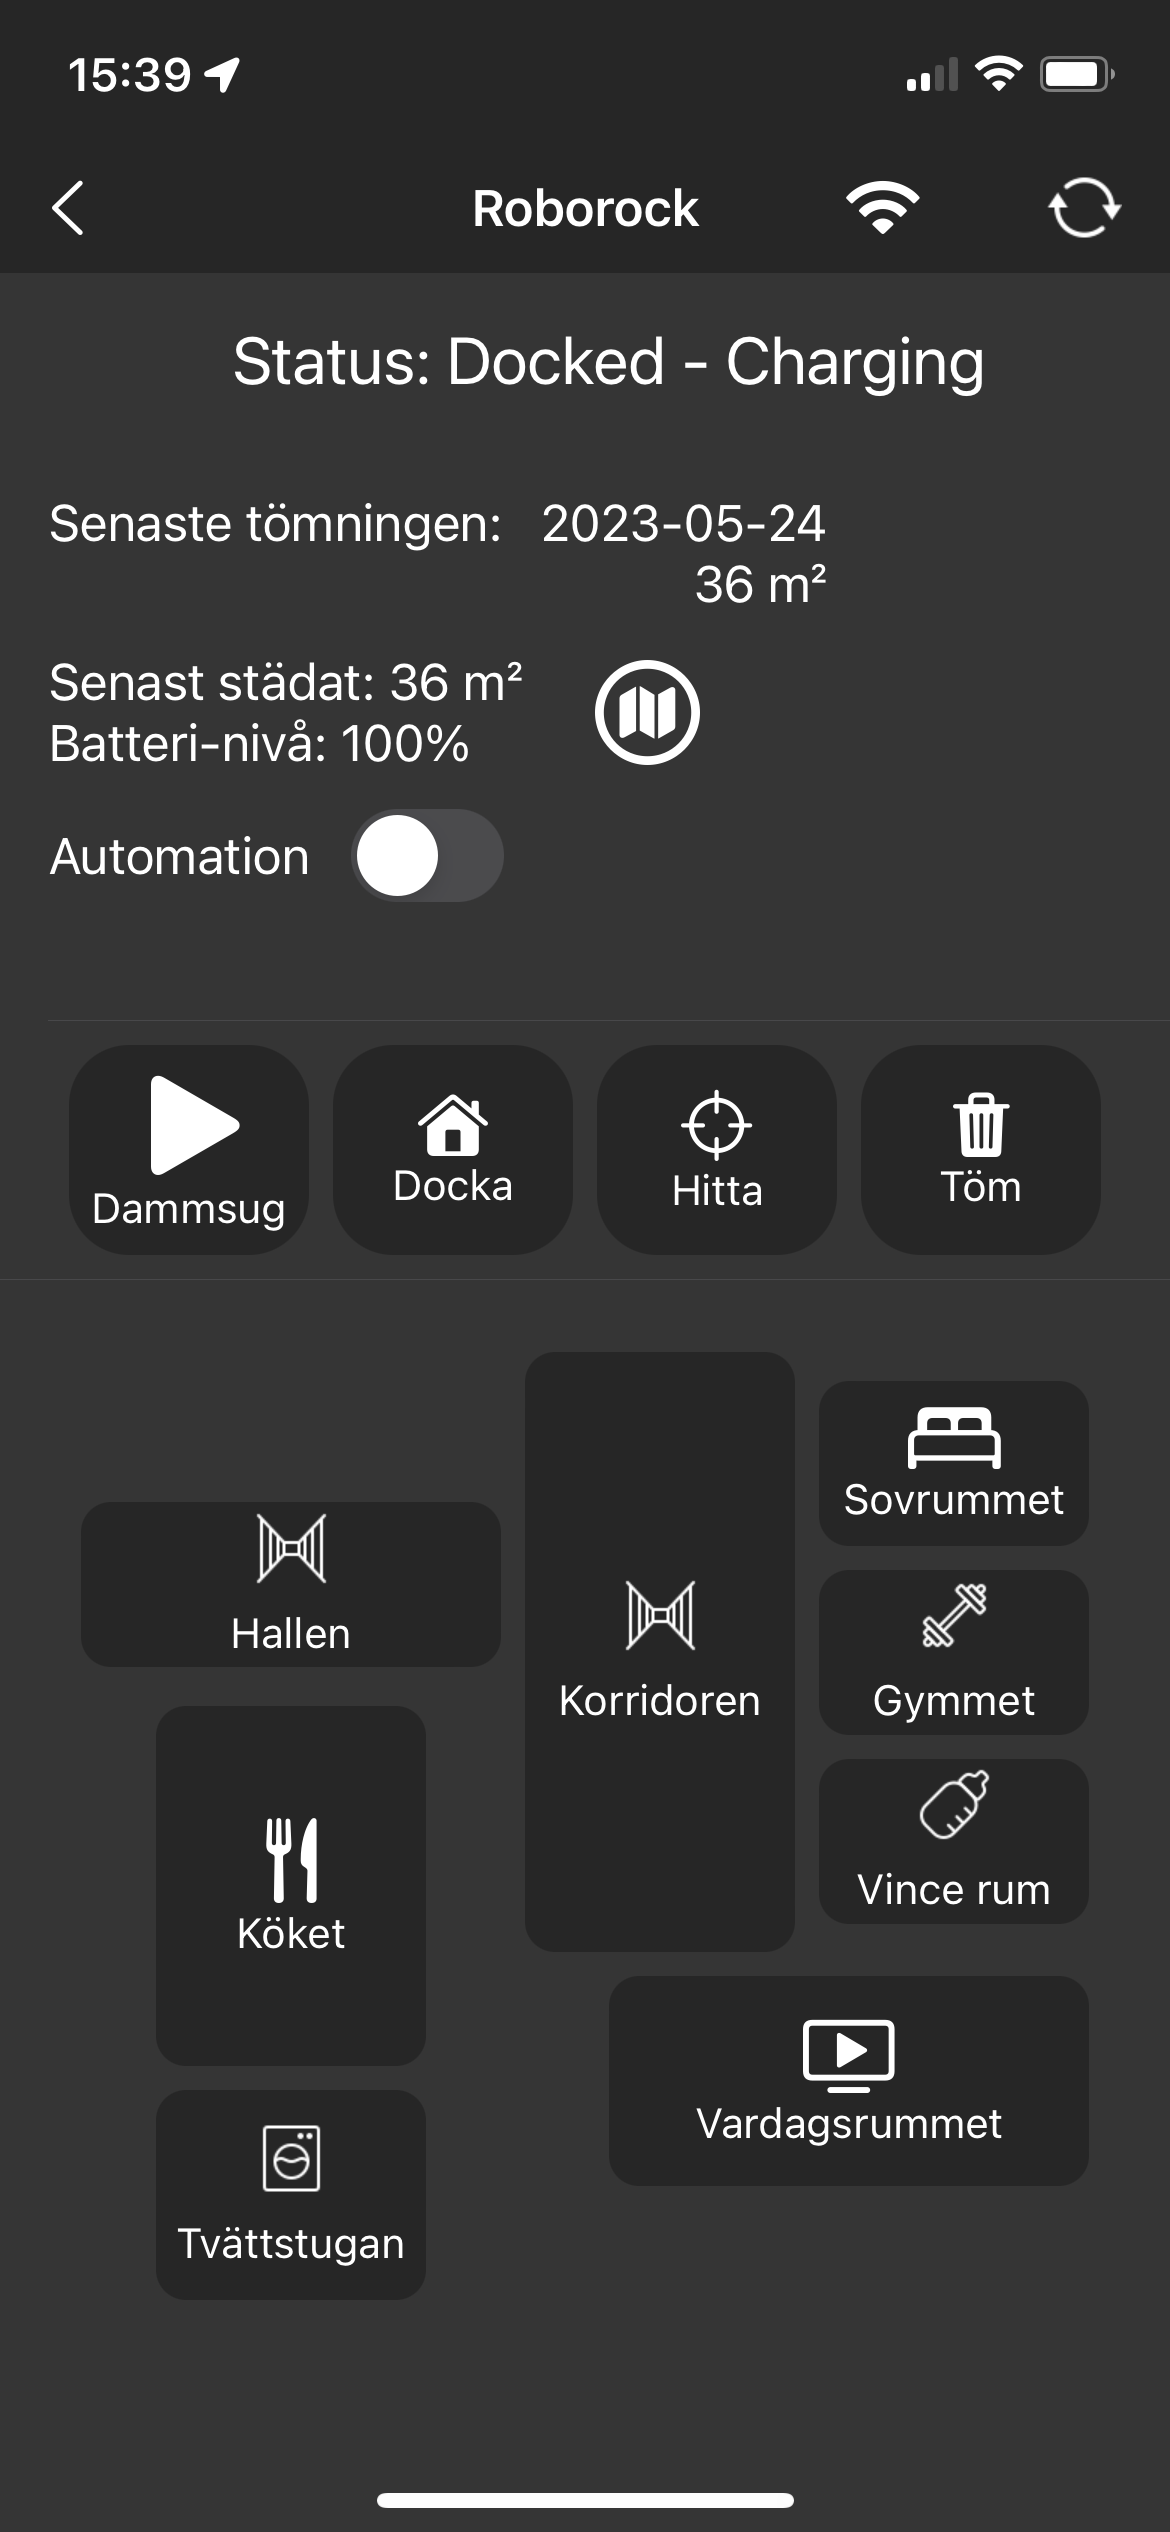 15:39
Roborock
Status: Docked - Charging
Senaste tömningen: 2023-05-24
36 m²
Senast städat: 36 m²
Batteri-nivå: 100%
Automation
Dammsug
Docka
Hitta
Töm
Sovrummet
Hallen
Korridoren
Gymmet
Vince rum
Köket
Vardagsrummet
Tvättstugan